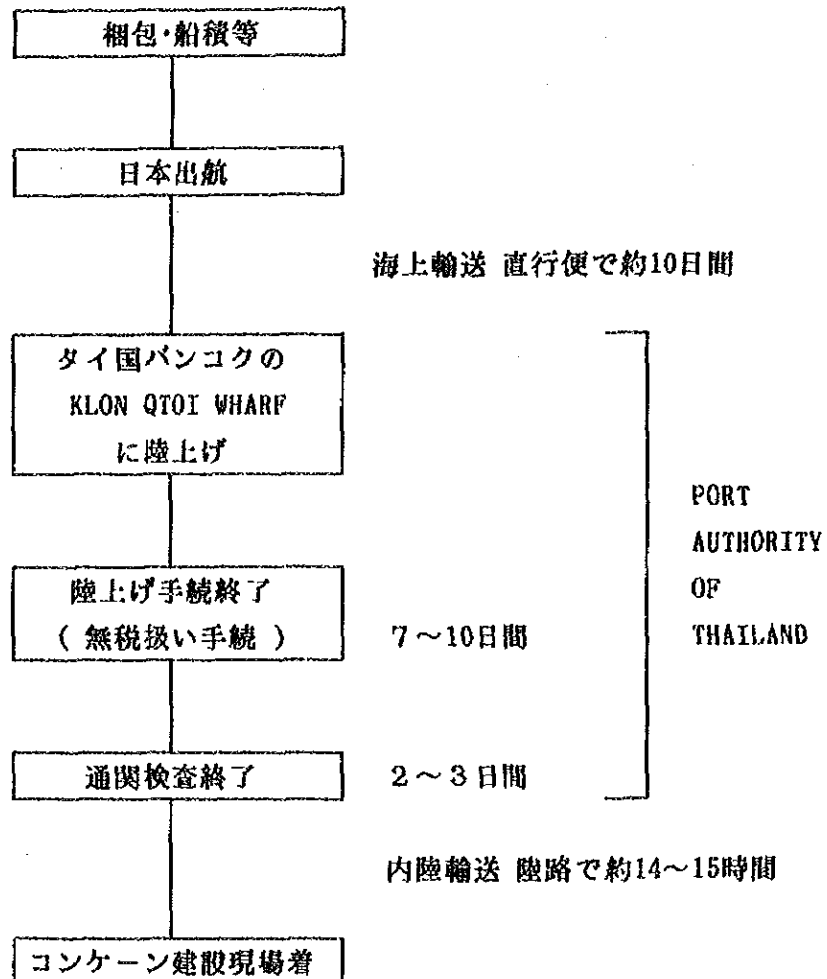 梱包・船積等
日本出航
海上輸送 直行便で約10日間
タイ国バンコクの
KLON QTOI WHARF
に陸上げ
陸上げ手続終了
( 無税扱い手続 )
7〜10日間
通関検査終了
2〜3日間
PORT
AUTHORITY
OF
THAILAND
内陸輸送 陸路で約14〜15時間
コンケーン建設現場着